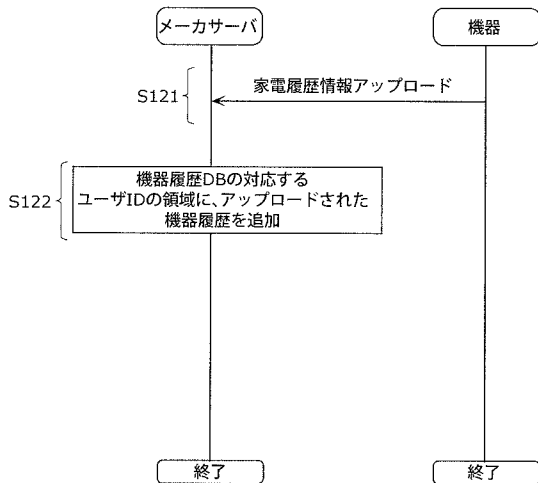 メーカサーバ
機器
S121
家電履歴情報アップロード
S122
機器履歴DBの対応する
ユーザIDの領域に、アップロードされた
機器履歴を追加
終了
終了